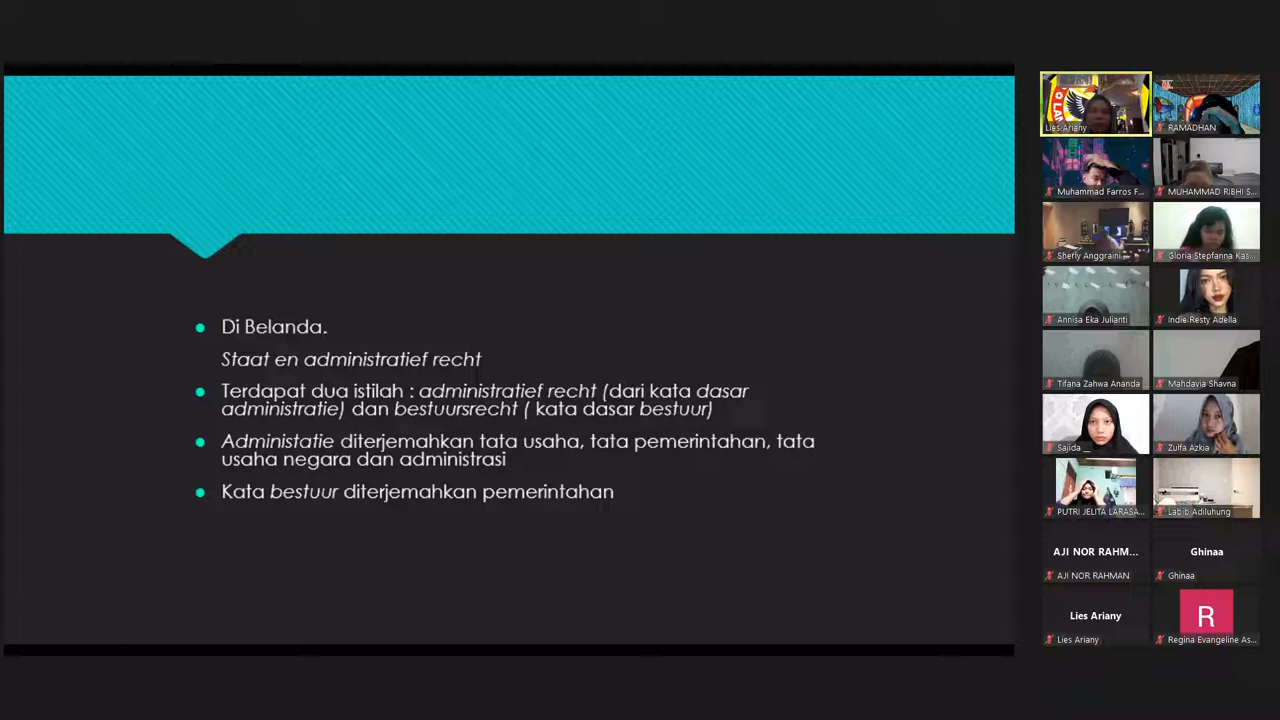 Di Belanda.
Staat en administratief recht
Terdapat dua istilah : administratief recht (dari kata dasar
administratie) dan bestuursrecht ( kata dasar bestuur)
Administatie diterjemahkan tata usaha, tata pemerintahan, tata
usaha negara dan administrasi
Kata bestuur diterjemahkan pemerintahan
Lies Ariany
RAMADHAN
Muhammad Farros F...
MUHAMMAD RIBHI S...
Sherly Anggraini
Gloria Stepfanna Kas...
Annisa Eka Julianti
Indie Resty Adella
Tifana Zahwa Ananda
Mahdavia Shavna
Sajida __
Zulfa Azkia
PUTRI JELITA LARASA...
Labib Adiluhung
AJI NOR RAHM...
Ghinaa
AJI NOR RAHMAN
Ghinaa
Lies Ariany
R
Lies Ariany
Regina Evangeline As...